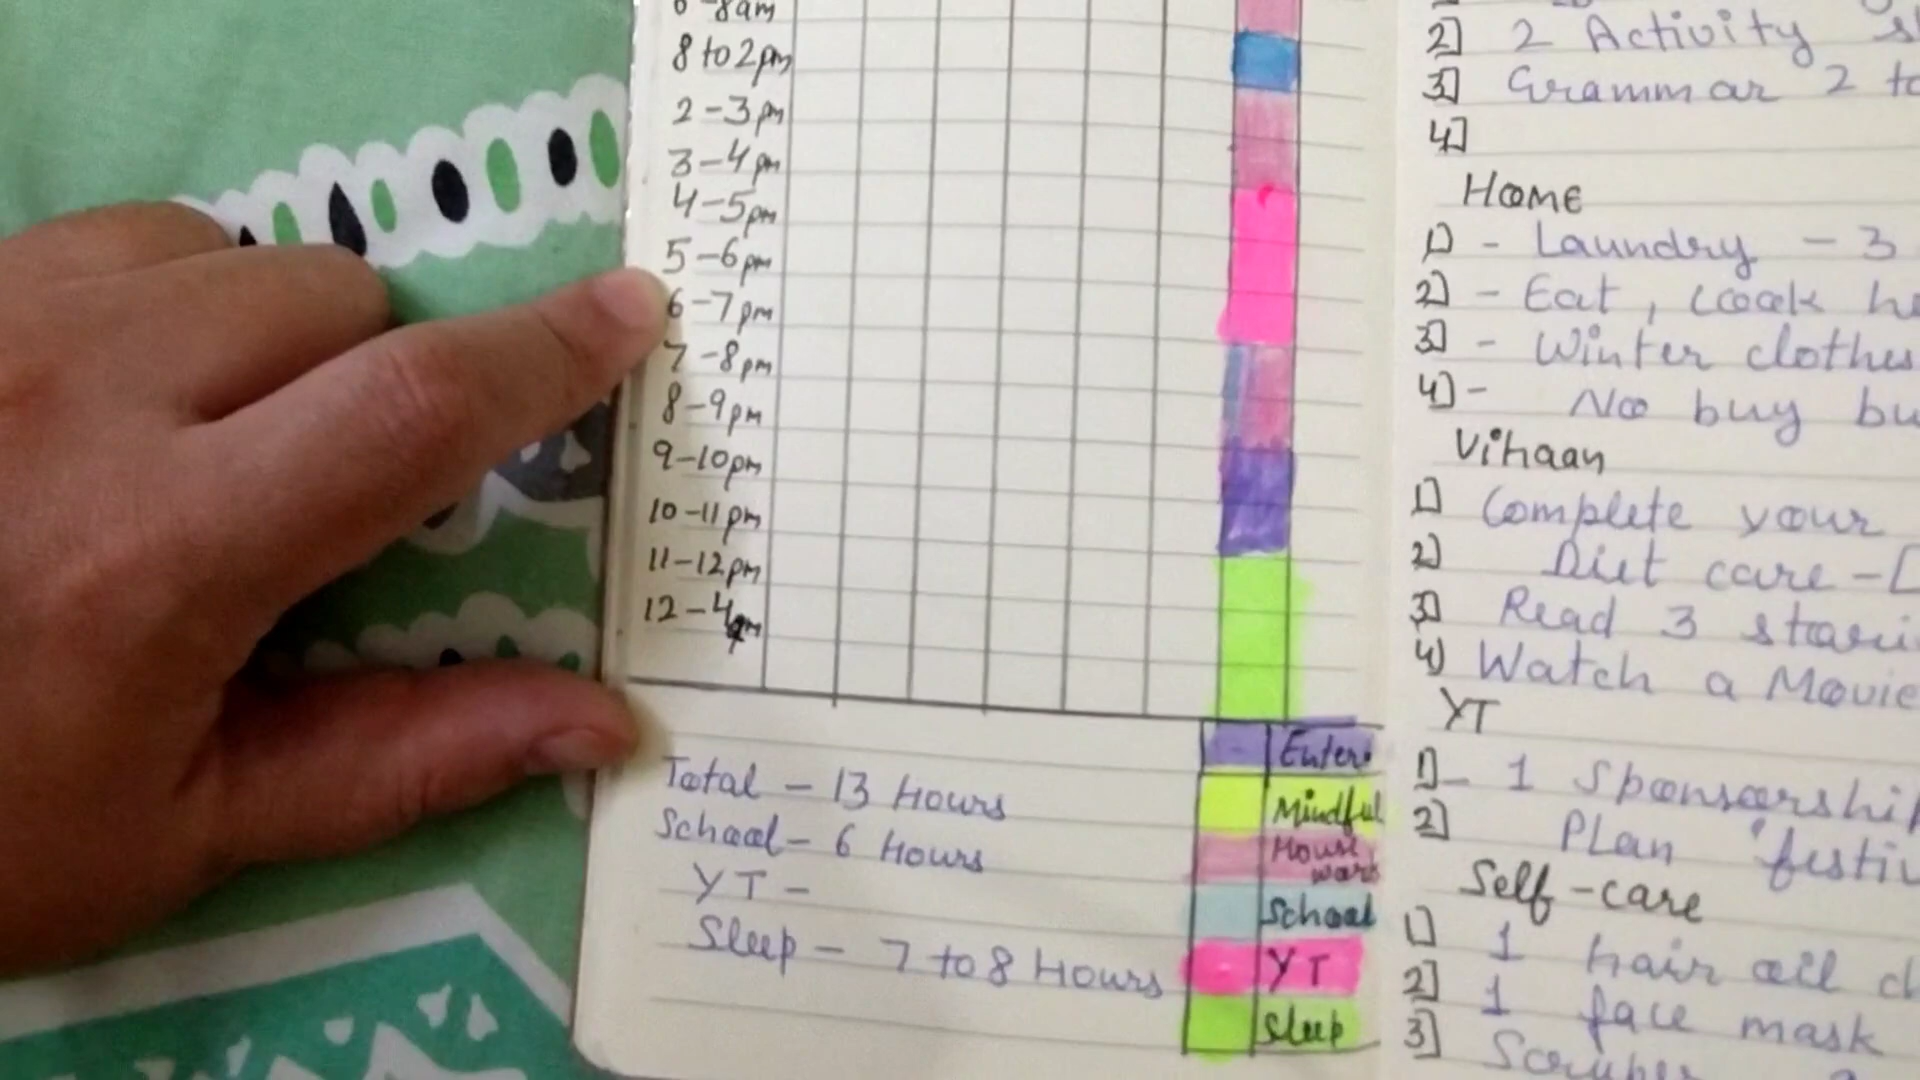 6-8am
8 to 2pm
2-3pm
3-4pm
4-5pm
5-6pm
6-7pm
7-8pm
8-9pm
9-10pm
10-11pm
11-12pm
12-4am
Total - 13 Hours
School - 6 Hours
YT -
Sleep - 7 to 8 Hours
Enter.
Mindful
House
work
School
YT
Sleep
2] 2 Activity
3] Grammar 2
4]
HOME
1) - Laundry - 3
2] - Eat, cook
3] - Winter clothes
4] - No buy
Vihaan
1] Complete your
2] Diet care -
3] Read 3
4) Watch a Movie
YT
1] - 1
2] Plan
Self-care
1] 1 hair oil
2] 1 face mask
3]